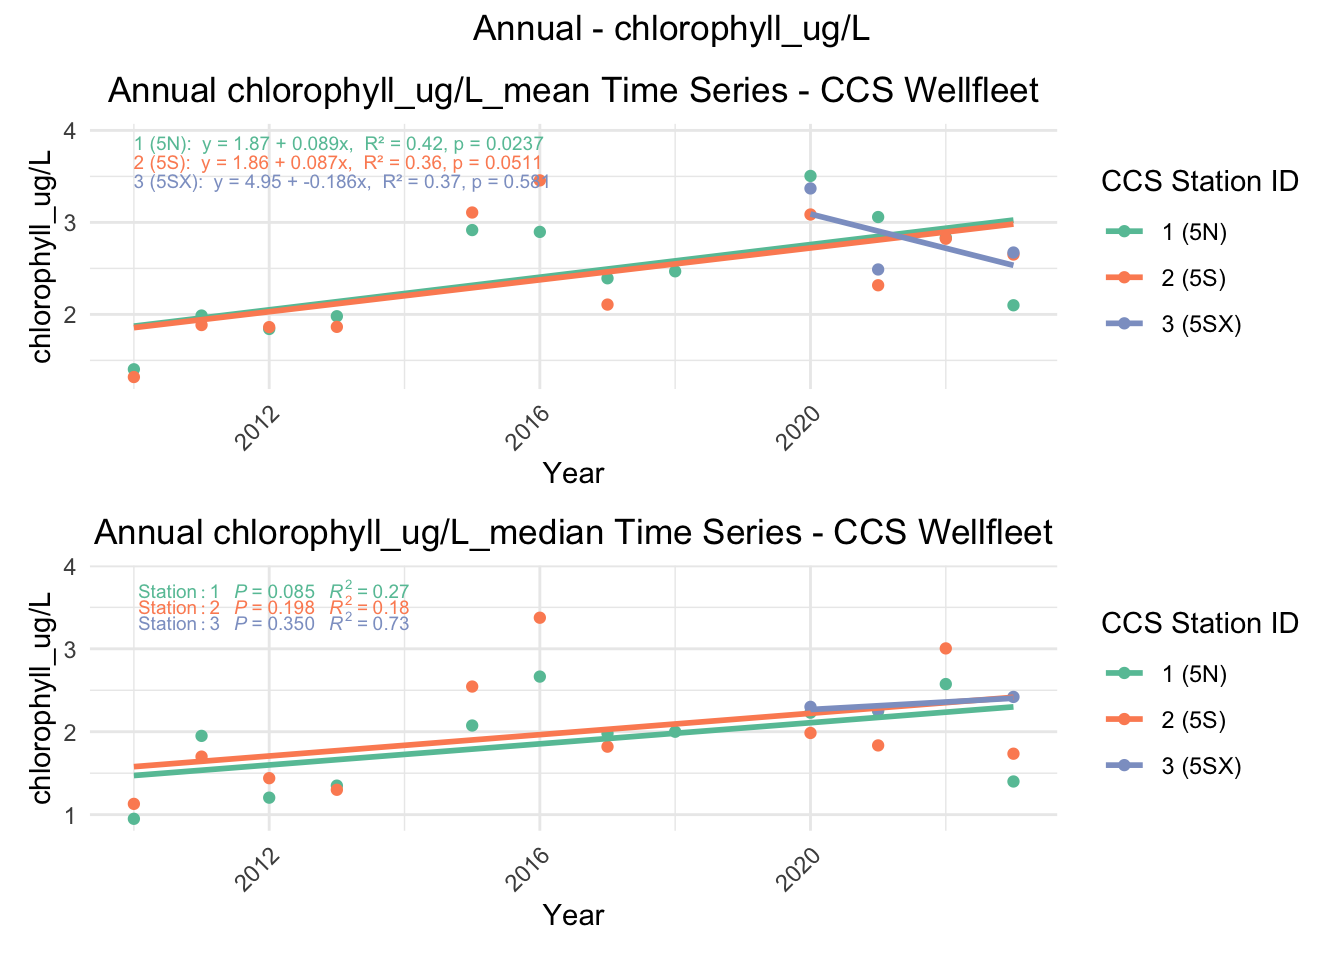 Annual - chlorophyll_ug/L
Annual chlorophyll_ug/L_mean Time Series - CCS Wellfleet
4
3
2
chlorophyll_ug/L
1 (5N):  y = 1.87 + 0.089x,  R² = 0.42, p = 0.0237
2 (5S):  y = 1.86 + 0.087x,  R² = 0.36, p = 0.0511
3 (5SX):  y = 4.95 + -0.186x,  R² = 0.37, p = 0.581
2012
2016
2020
Year
CCS Station ID
1 (5N)
2 (5S)
3 (5SX)
Annual chlorophyll_ug/L_median Time Series - CCS Wellfleet
4
3
2
1
chlorophyll_ug/L
Station : 1   P = 0.085   R² = 0.27
Station : 2   P = 0.198   R² = 0.18
Station : 3   P = 0.350   R² = 0.73
2012
2016
2020
Year
CCS Station ID
1 (5N)
2 (5S)
3 (5SX)